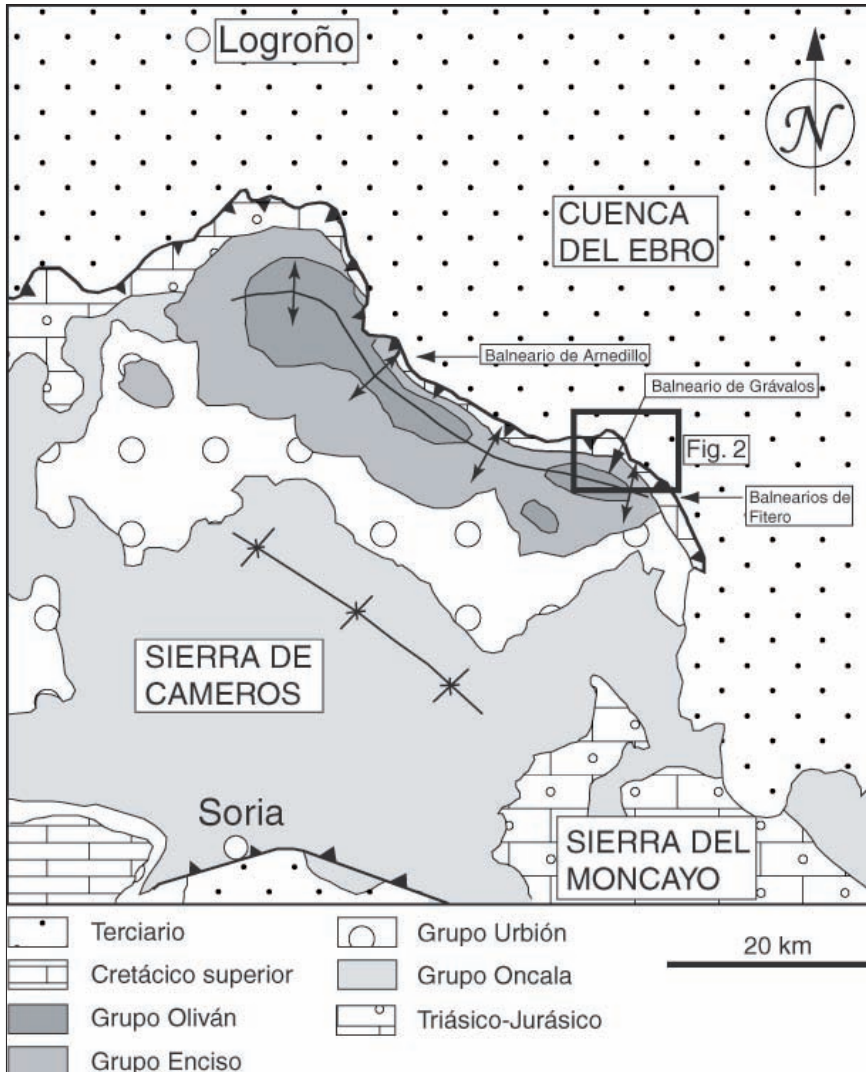 Logroño
N
CUENCA
DEL EBRO
Balneario de Arnedillo
Balneario de Grávalos
Fig. 2
Balnearios de
Fitero
SIERRA DE
CAMEROS
Soria
SIERRA DEL
MONCAYO
Terciario
Cretácico superior
Grupo Oliván
Grupo Enciso
Grupo Urbión
Grupo Oncala
Triásico-Jurásico
20 km